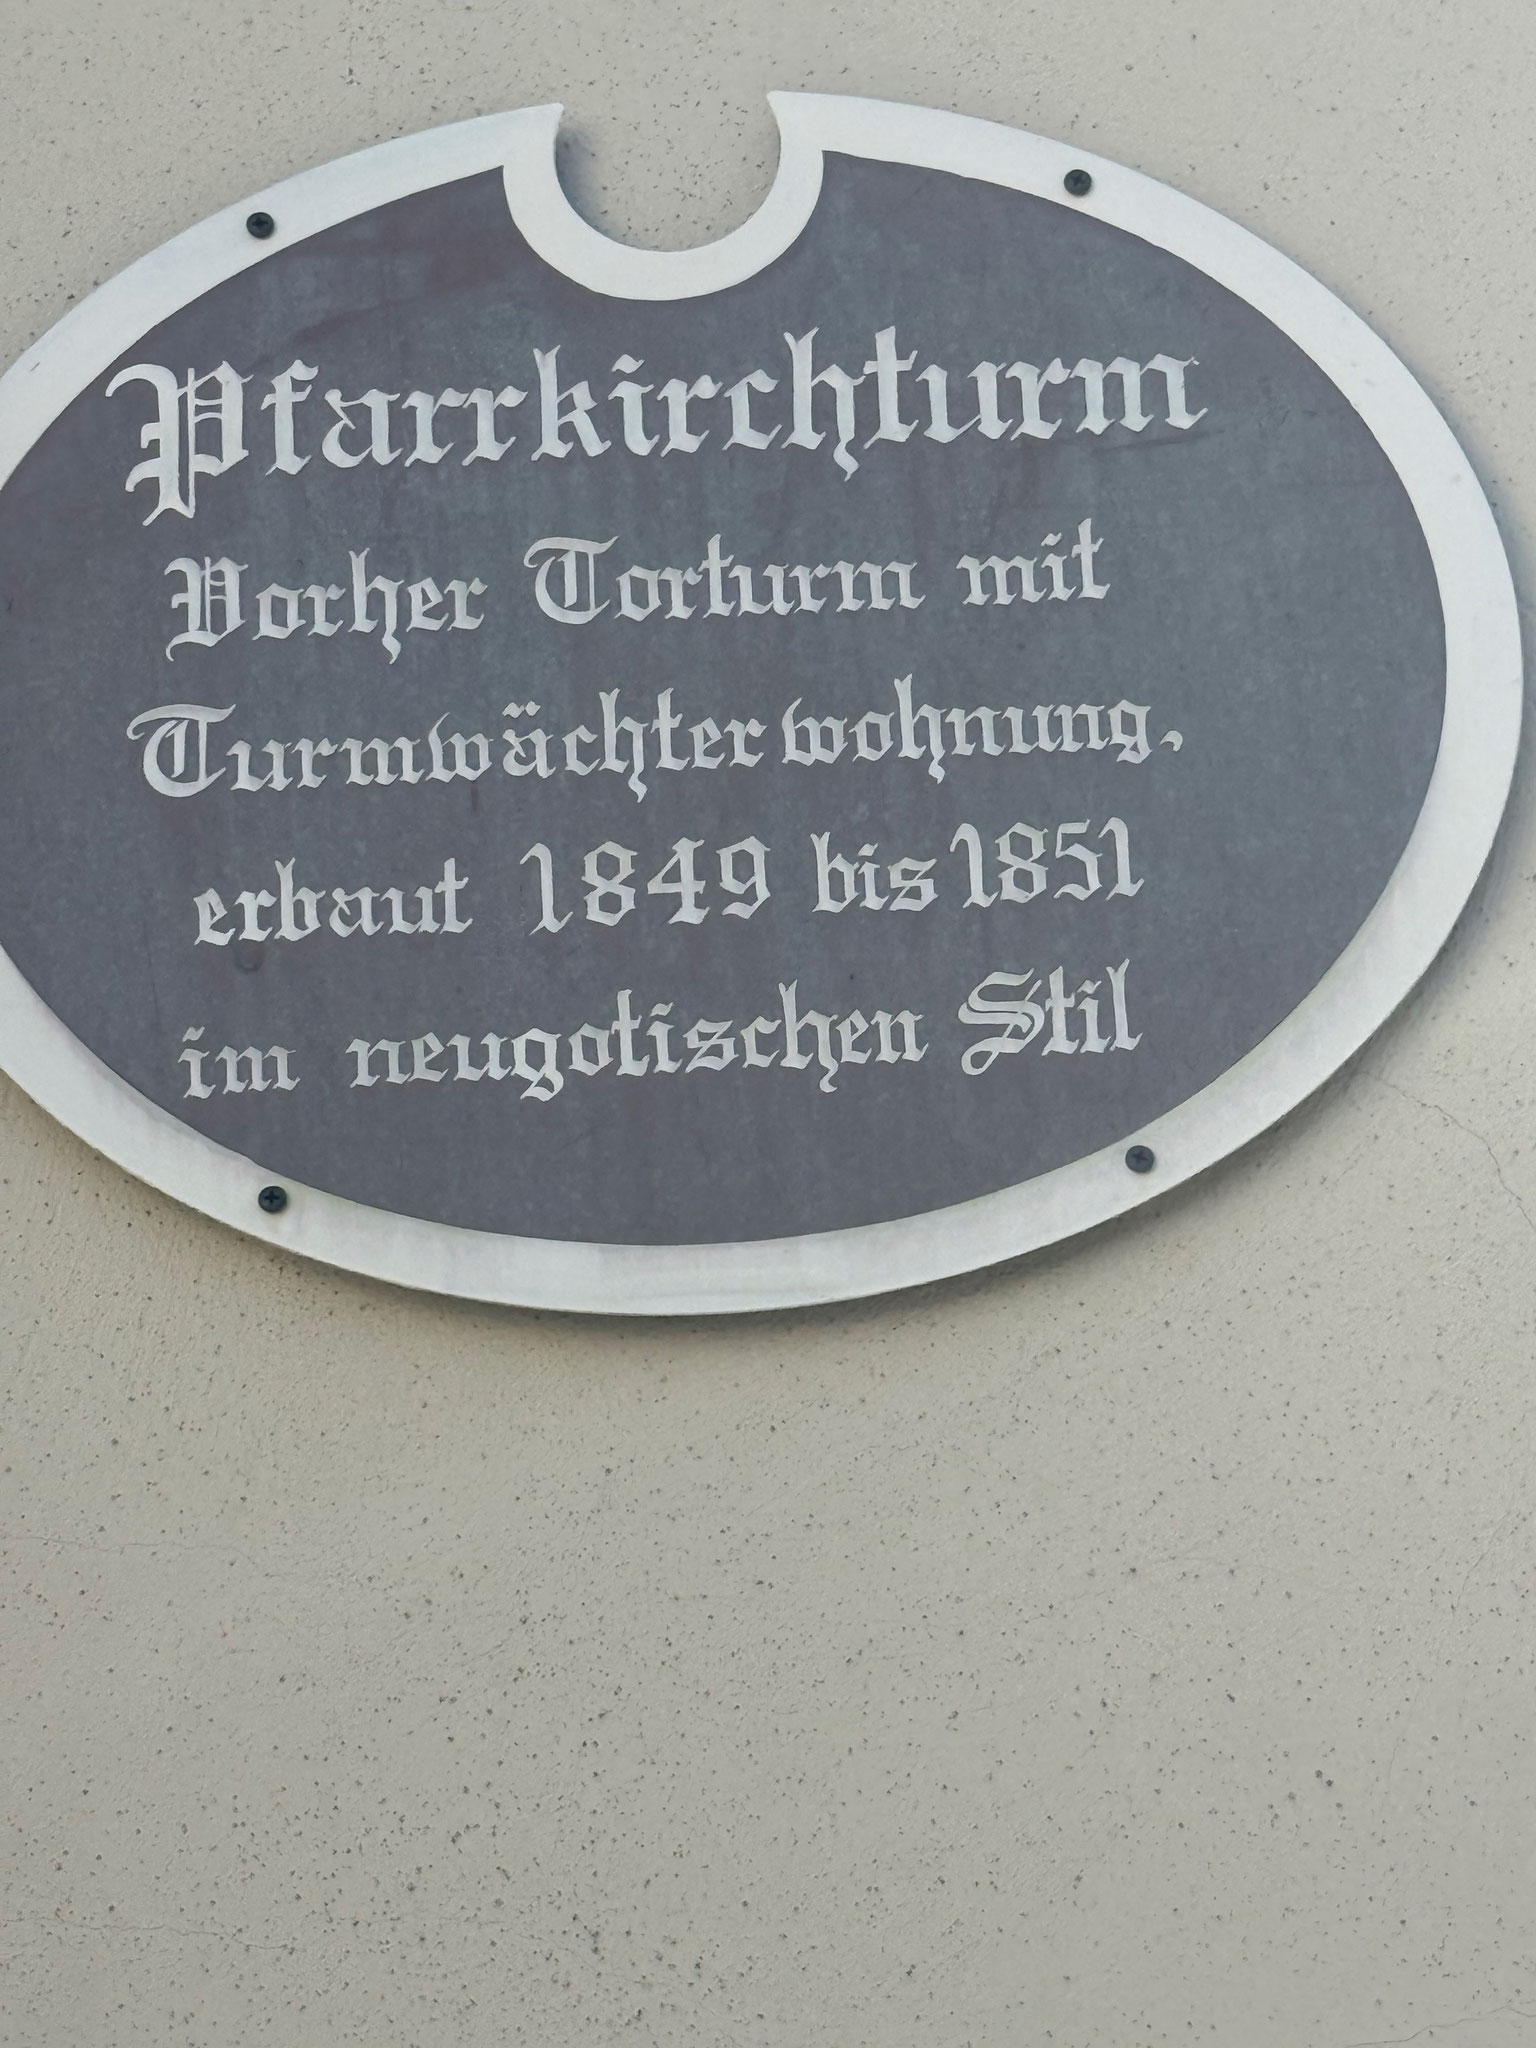 Pfarrkirchturm
Vorher Torturm mit
Turmwächterwohnung,
erbaut 1849 bis 1851
im neugotischen Stil